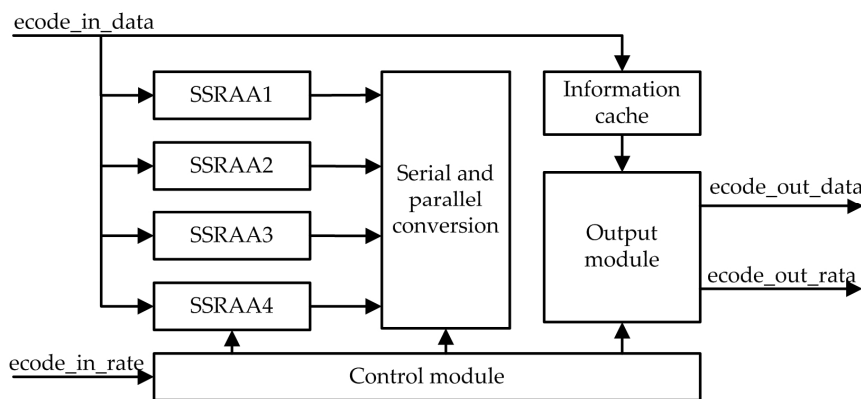 ecode_in_data
SSRAA1
SSRAA2
SSRAA3
SSRAA4
Serial and
parallel
conversion
Information
cache
Output
module
ecode_out_data
ecode_out_rata
ecode_in_rate
Control module